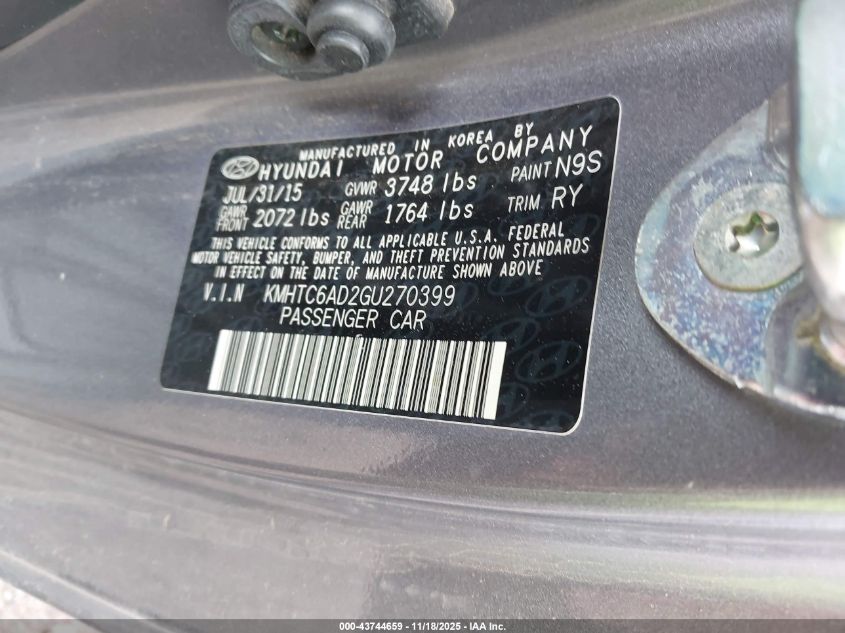 MANUFACTURED IN KOREA BY
HYUNDAI MOTOR COMPANY
JUL/31/15 GVWR 3748 lbs PAINT N9S
GAWR FRONT 2072 lbs GAWR REAR 1764 lbs TRIM RY
THIS VEHICLE CONFORMS TO ALL APPLICABLE U.S.A. FEDERAL
MOTOR VEHICLE SAFETY, BUMPER, AND THEFT PREVENTION STANDARDS
IN EFFECT ON THE DATE OF MANUFACTURE SHOWN ABOVE
V.I.N KMHTC6AD2GU270399
PASSENGER CAR
000-43744659 - 11/18/2025 - IAA Inc.